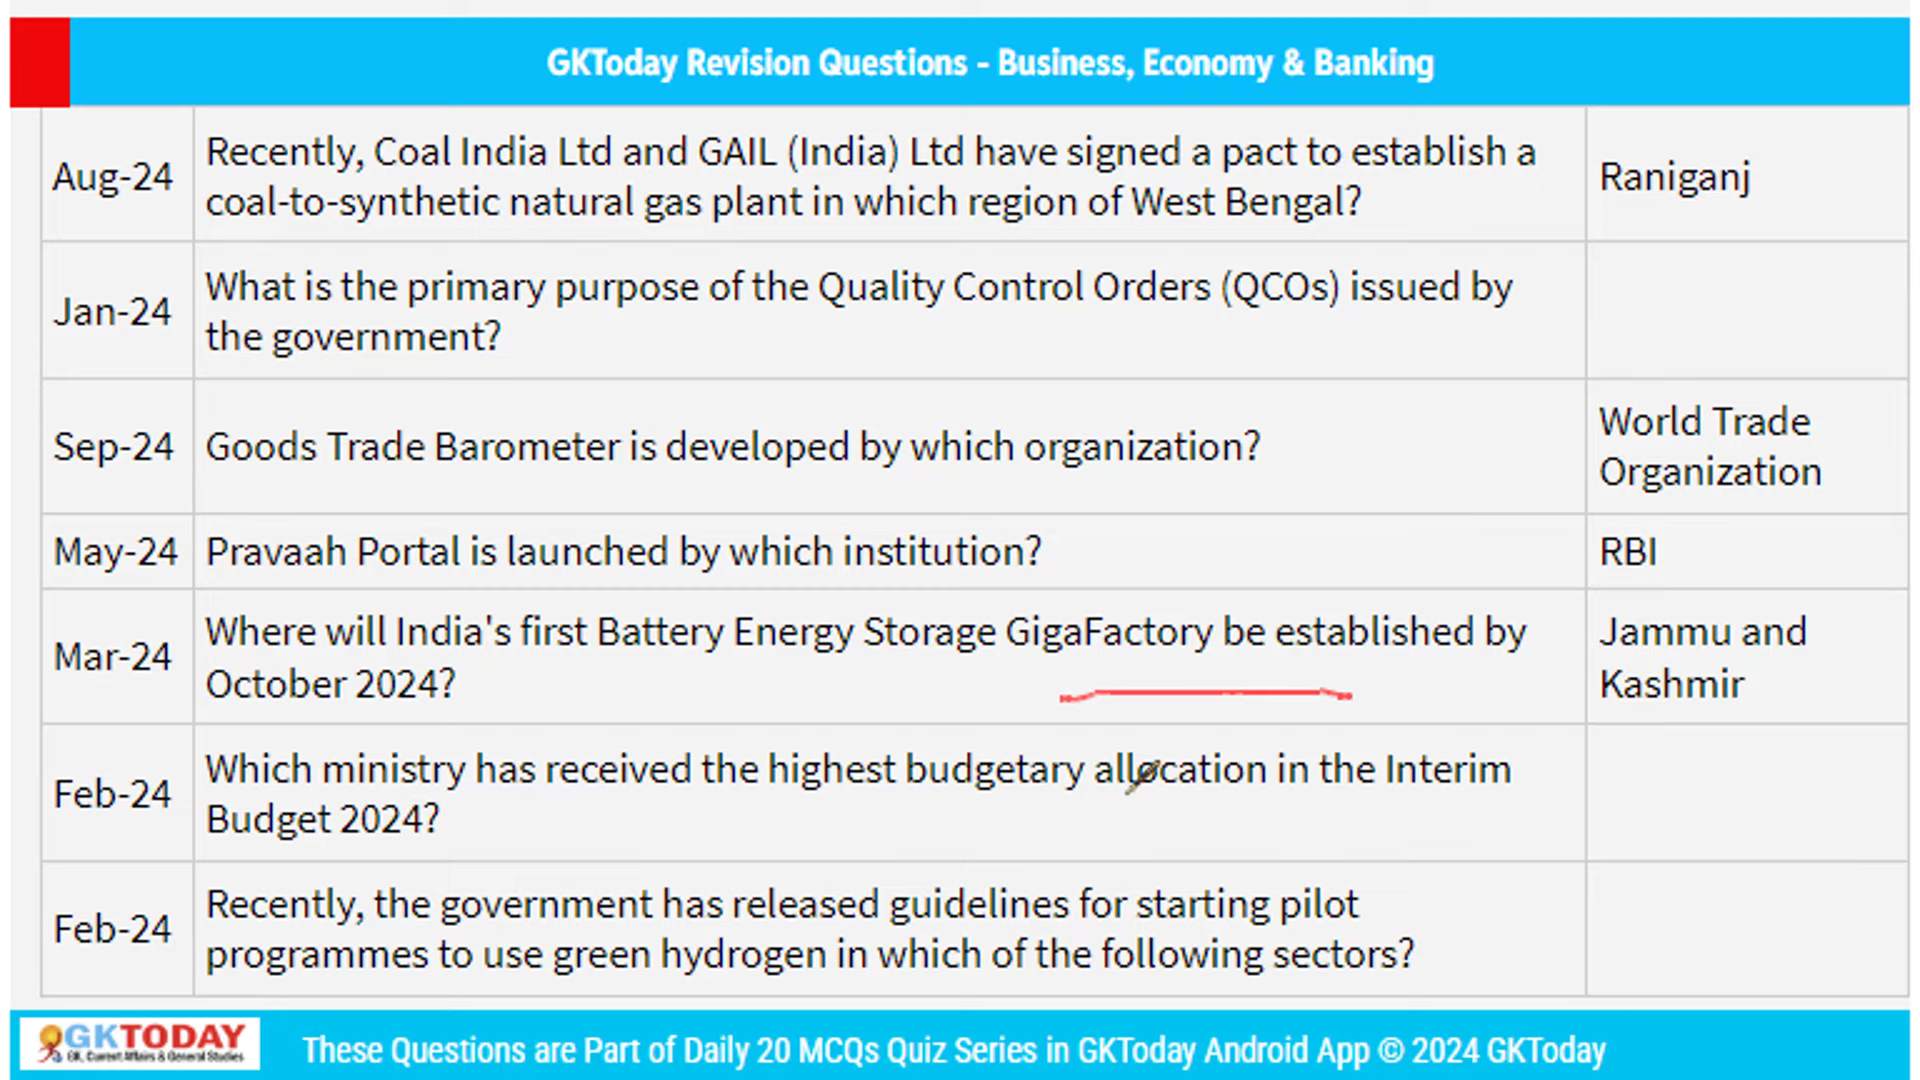 GKToday Revision Questions - Business, Economy & Banking
Aug-24
Recently, Coal India Ltd and GAIL (India) Ltd have signed a pact to establish a
coal-to-synthetic natural gas plant in which region of West Bengal?
Raniganj
Jan-24
What is the primary purpose of the Quality Control Orders (QCOs) issued by
the government?
Sep-24
Goods Trade Barometer is developed by which organization?
World Trade
Organization
May-24
Pravaah Portal is launched by which institution?
RBI
Mar-24
Where will India's first Battery Energy Storage GigaFactory be established by
October 2024?
Jammu and
Kashmir
Feb-24
Which ministry has received the highest budgetary allocation in the Interim
Budget 2024?
Feb-24
Recently, the government has released guidelines for starting pilot
programmes to use green hydrogen in which of the following sectors?
GKTODAY
GK, Current Affairs & General Studies
These Questions are Part of Daily 20 MCQs Quiz Series in GKToday Android App © 2024 GKToday